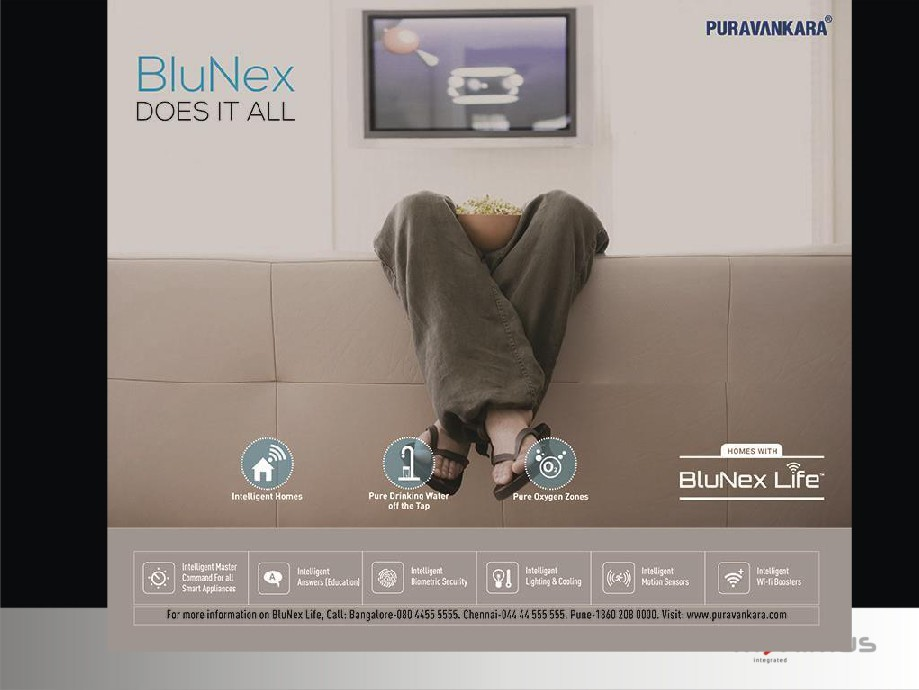 PURAVANKARA®
BluNex
DOES IT ALL
Intelligent Homes
Pure Drinking Water
off the Tap
Pure Oxygen Zones
HOMES WITH
BluNex Life™
Intelligent Master
Command For all
Smart Appliances
Intelligent
Answers (Education)
Intelligent
Biometric Security
Intelligent
Lighting & Cooling
Intelligent
Motion Sensors
Intelligent
Wi-fi Boosters
For more information on BluNex Life, Call: Bangalore-080 4455 5555. Chennai-044 44 555 555. Pune-1860 208 0000. Visit: www.puravankara.com
integrated